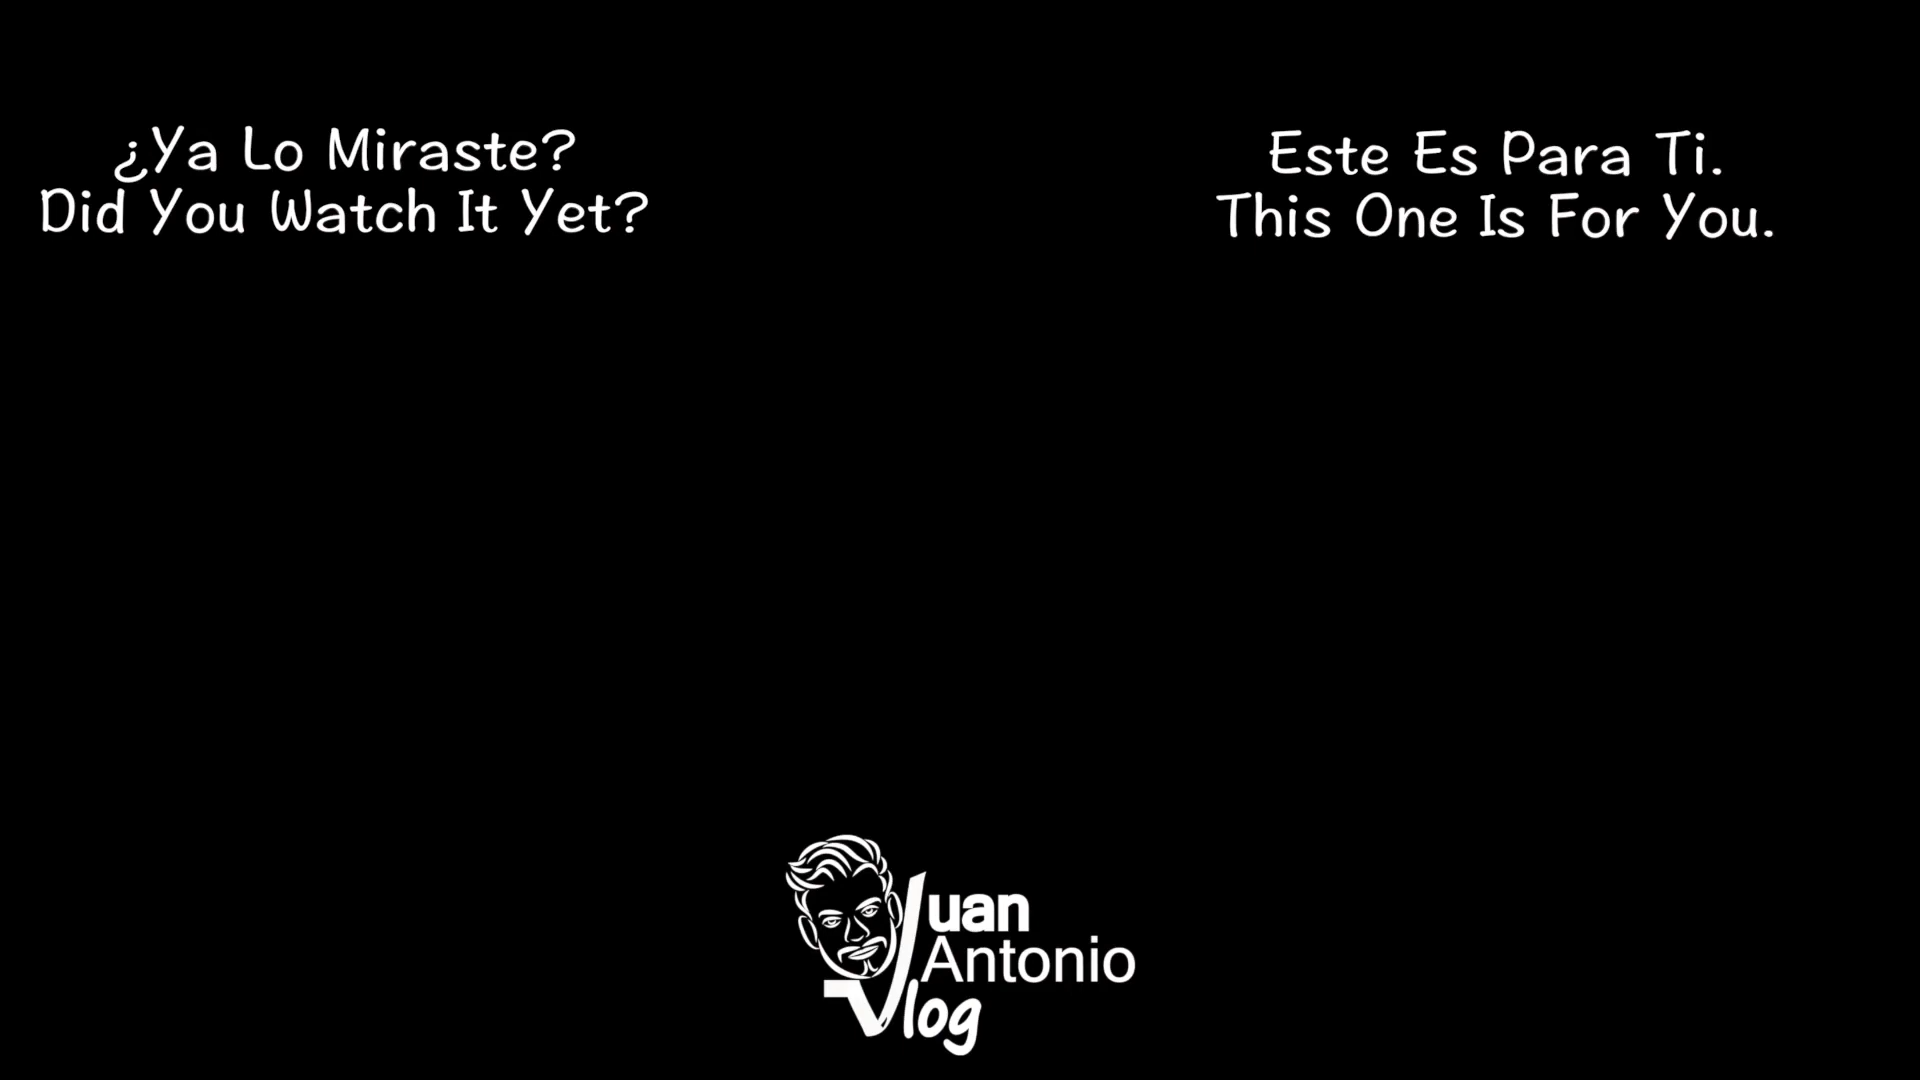 ¿Ya Lo Miraste?
Did You Watch It Yet?
Este Es Para Ti.
This One Is For You.
Juan
Antonio
Vlog